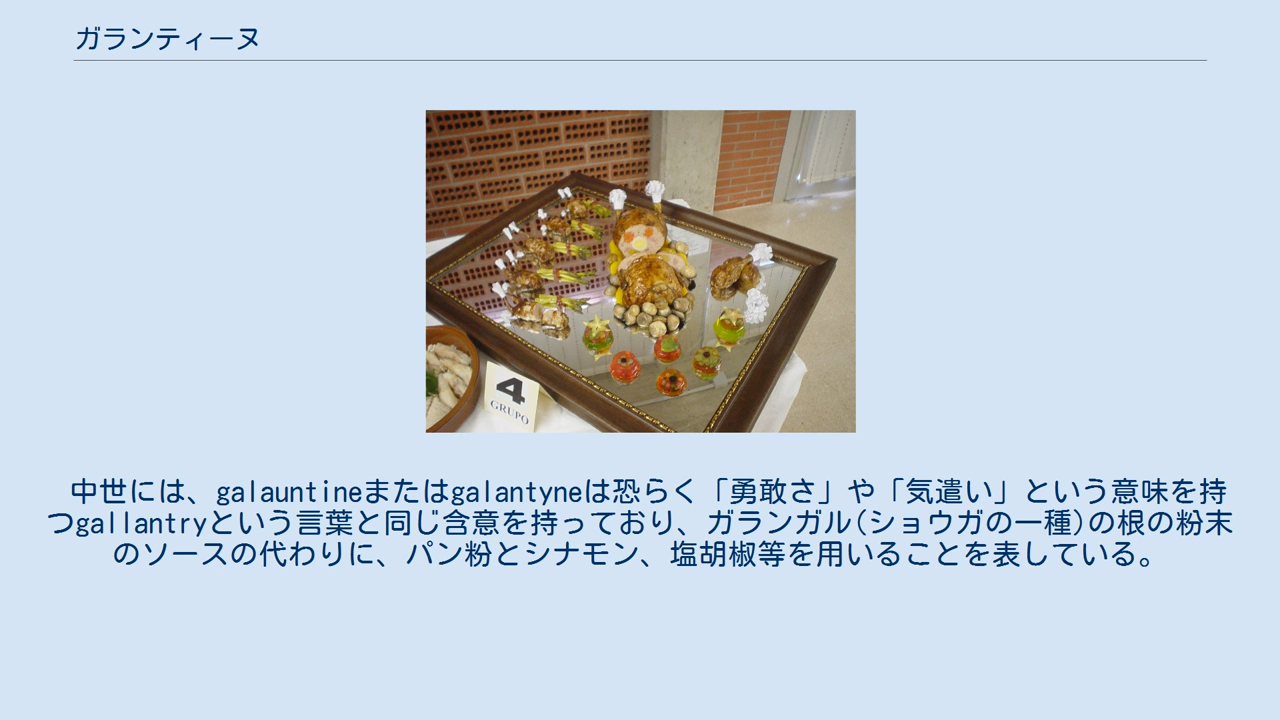 ガランティーヌ
4
GRUPO
中世には、galauntineまたはgalantyneは恐らく「勇敢さ」や「気遣い」という意味を持
つgallantryという言葉と同じ含意を持っており、ガランガル(ショウガの一種)の根の粉末
のソースの代わりに、パン粉とシナモン、塩胡椒等を用いることを表している。